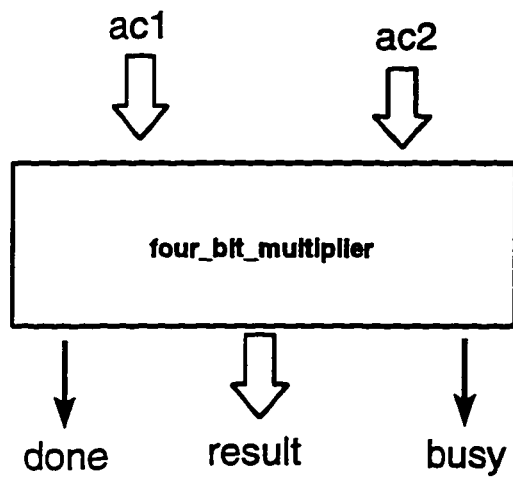 ac1
ac2
four_bit_multiplier
done
result
busy